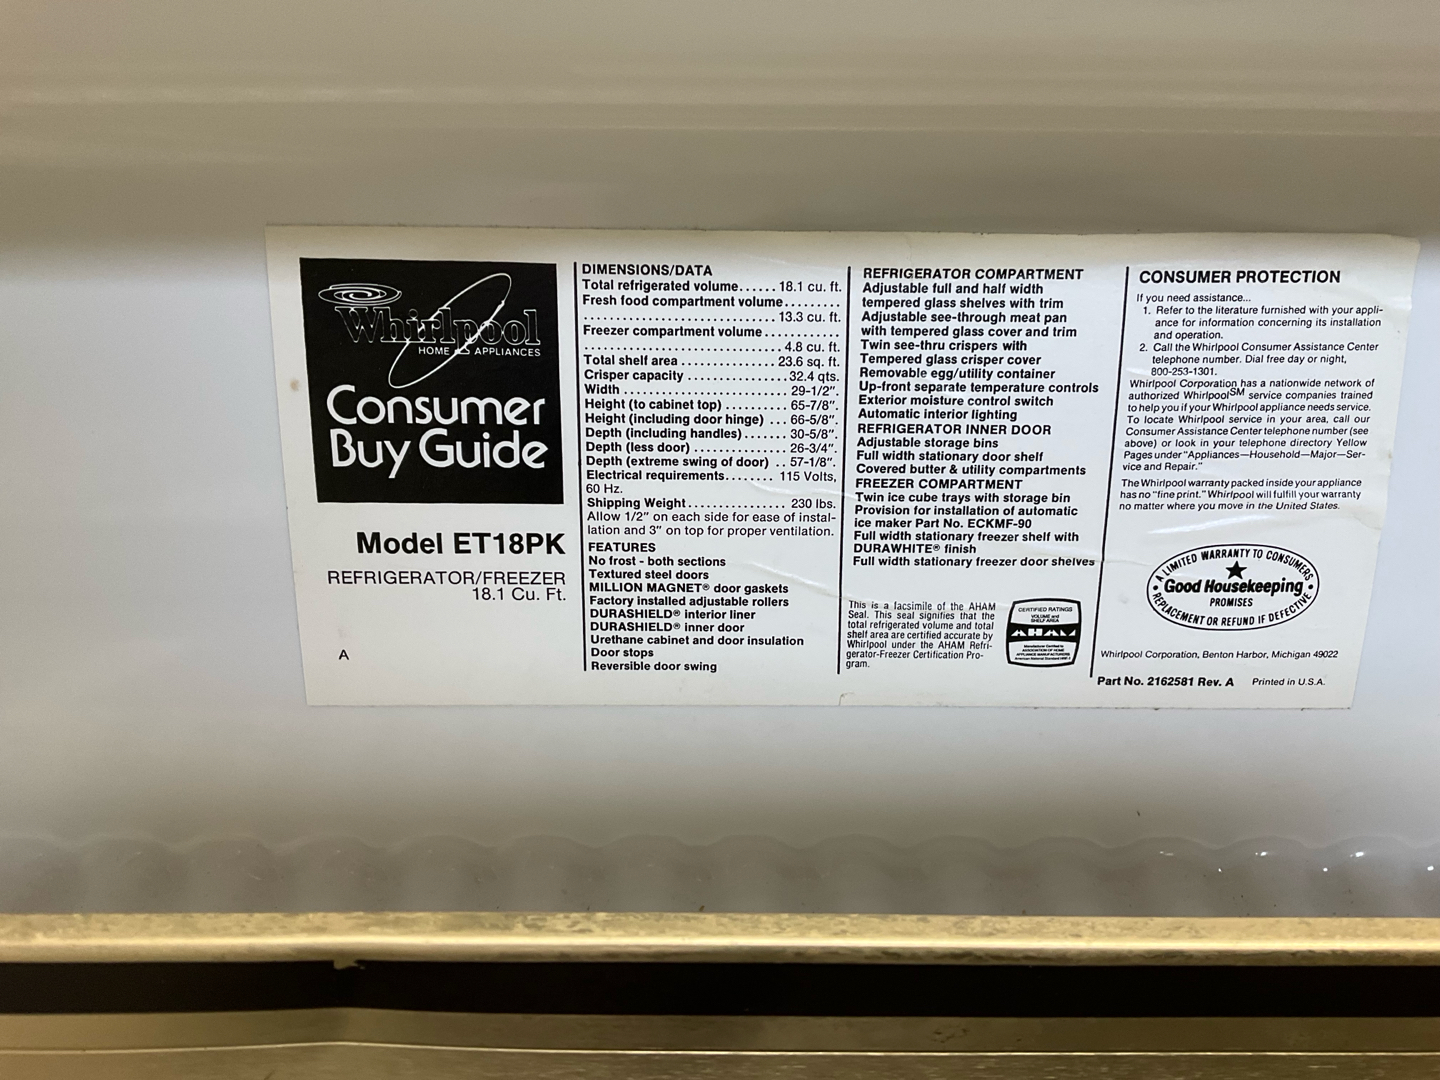 Whirlpool
HOME APPLIANCES
Consumer
Buy Guide
Model ET18PK
REFRIGERATOR/FREEZER
18.1 Cu. Ft.
A
DIMENSIONS/DATA
Total refrigerated volume...... 18.1 cu. ft.
Fresh food compartment volume.........
............................ 13.3 cu. ft.
Freezer compartment volume............
............................. 4.8 cu. ft.
Total shelf area ............... 23.6 sq. ft.
Crisper capacity ................ 32.4 qts.
Width ......................... 29-1/2".
Height (to cabinet top) .......... 65-7/8".
Height (including door hinge) ... 66-5/8".
Depth (including handles)........ 30-5/8".
Depth (less door) ............... 26-3/4".
Depth (extreme swing of door) .. 57-1/8".
Electrical requirements........ 115 Volts,
60 Hz.
Shipping Weight................ 230 lbs.
Allow 1/2" on each side for ease of instal-
lation and 3" on top for proper ventilation.
FEATURES
No frost - both sections
Textured steel doors
MILLION MAGNET® door gaskets
Factory installed adjustable rollers
DURASHIELD® interior liner
DURASHIELD® inner door
Urethane cabinet and door insulation
Door stops
Reversible door swing
REFRIGERATOR COMPARTMENT
Adjustable full and half width
tempered glass shelves with trim
Adjustable see-through meat pan
with tempered glass cover and trim
Twin see-thru crispers with
Tempered glass crisper cover
Removable egg/utility container
Up-front separate temperature controls
Exterior moisture control switch
Automatic interior lighting
REFRIGERATOR INNER DOOR
Adjustable storage bins
Full width stationary door shelf
Covered butter & utility compartments
FREEZER COMPARTMENT
Twin ice cube trays with storage bin
Provision for installation of automatic
ice maker Part No. ECKMF-90
Full width stationary freezer shelf with
DURAWHITE® finish
Full width stationary freezer door shelves
This is a facsimile of the AHAM
Seal. This seal signifies that the
total refrigerated volume and total
shelf area are certified accurate by
Whirlpool under the AHAM Refri-
gerator-Freezer Certification Pro-
gram.
CERTIFIED RATINGS
VOLUME and
SHELF AREA
AHAM
Manufacturer Certified to
ASSOCIATION OF HOME
APPLIANCE MANUFACTURERS
CONSUMER PROTECTION
If you need assistance...
1. Refer to the literature furnished with your appli-
ance for information concerning its installation
and operation.
2. Call the Whirlpool Consumer Assistance Center
telephone number. Dial free day or night,
800-253-1301.
Whirlpool Corporation has a nationwide network of
authorized Whirlpool℠ service companies trained
to help you if your Whirlpool appliance needs service.
To locate Whirlpool service in your area, call our
Consumer Assistance Center telephone number (see
above) or look in your telephone directory Yellow
Pages under "Appliances—Household—Major—Ser-
vice and Repair."
The Whirlpool warranty packed inside your appliance
has no "fine print." Whirlpool will fulfill your warranty
no matter where you move in the United States.
A LIMITED WARRANTY TO CONSUMERS
Good Housekeeping
PROMISES
REPLACEMENT OR REFUND IF DEFECTIVE
Whirlpool Corporation, Benton Harbor, Michigan 49022
Part No. 2162581 Rev. A Printed in U.S.A.